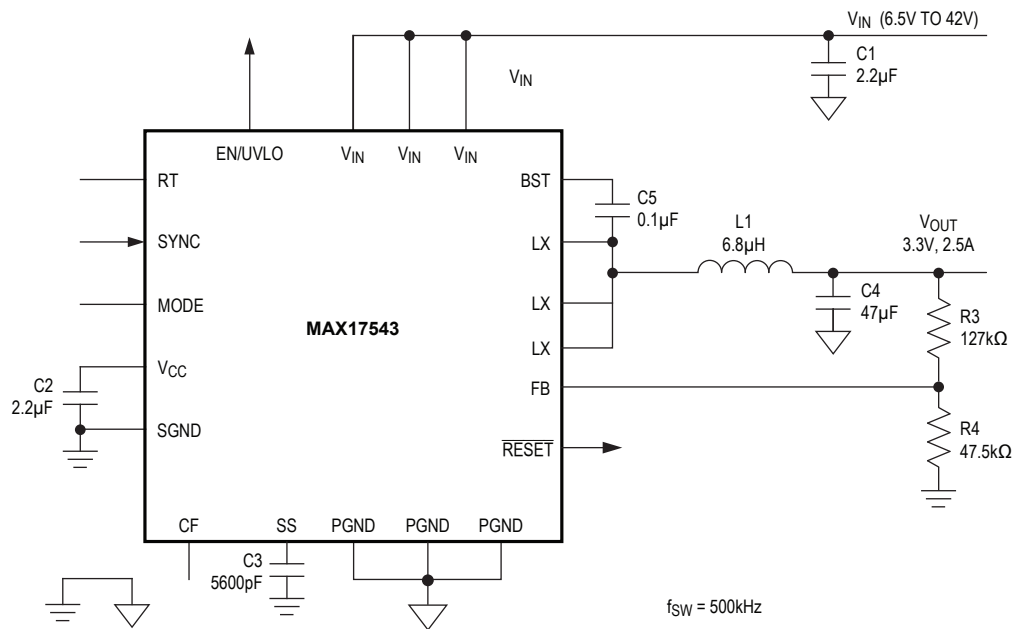 VIN (6.5V TO 42V)
C1
2.2µF
VIN
EN/UVLO
VIN
VIN
VIN
RT
BST
C5
0.1µF
SYNC
LX
L1
6.8µH
VOUT
3.3V, 2.5A
MODE
LX
C4
47µF
R3
127kΩ
MAX17543
LX
VCC
C2
2.2µF
FB
SGND
RESET
R4
47.5kΩ
CF
SS
PGND
PGND
PGND
C3
5600pF
fSW = 500kHz